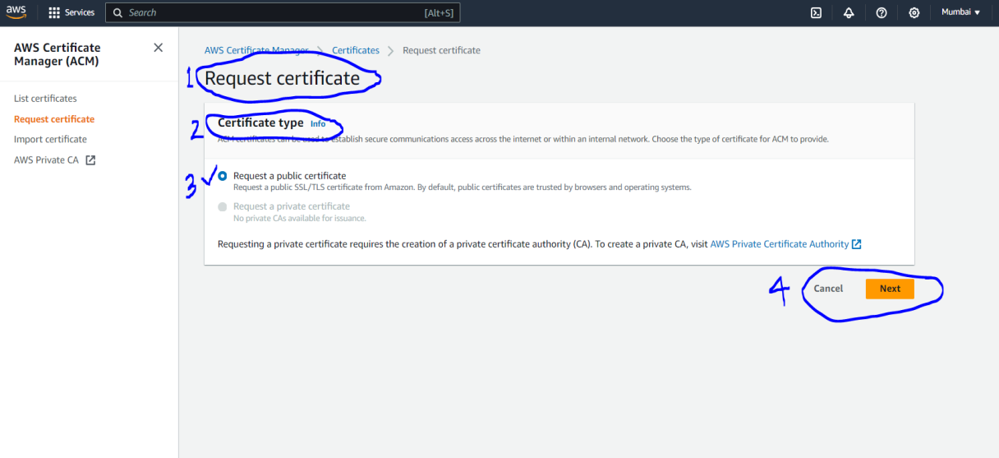 aws Services Search [Alt+S] Mumbai ▼
AWS Certificate Manager (ACM)
List certificates
Request certificate
Import certificate
AWS Private CA
AWS Certificate Manager > Certificates > Request certificate
1 Request certificate
2 Certificate type Info
ACM certificates can be used to establish secure communications access across the internet or within an internal network. Choose the type of certificate for ACM to provide.
3 ✓ Request a public certificate
Request a public SSL/TLS certificate from Amazon. By default, public certificates are trusted by browsers and operating systems.
Request a private certificate
No private CAs available for issuance.
Requesting a private certificate requires the creation of a private certificate authority (CA). To create a private CA, visit AWS Private Certificate Authority
4 Cancel Next